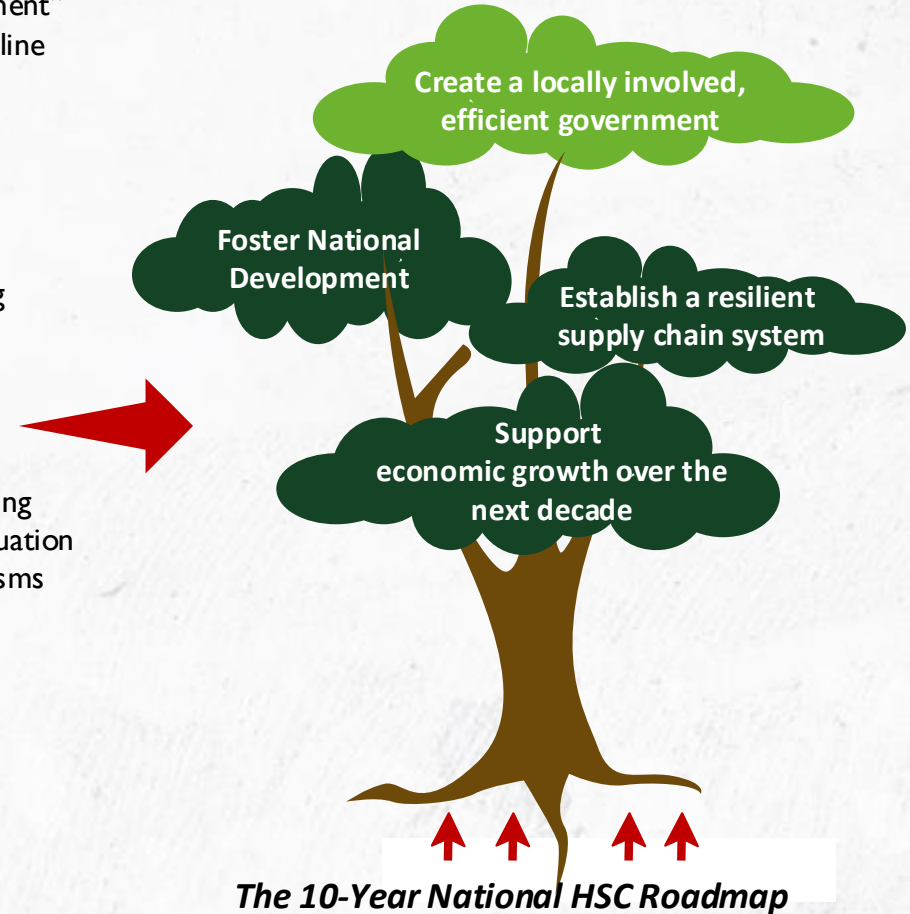 line
Create a locally involved,
efficient government
Foster National
Development
Establish a resilient
supply chain system
Support
economic growth over the
next decade
The 10-Year National HSC Roadmap